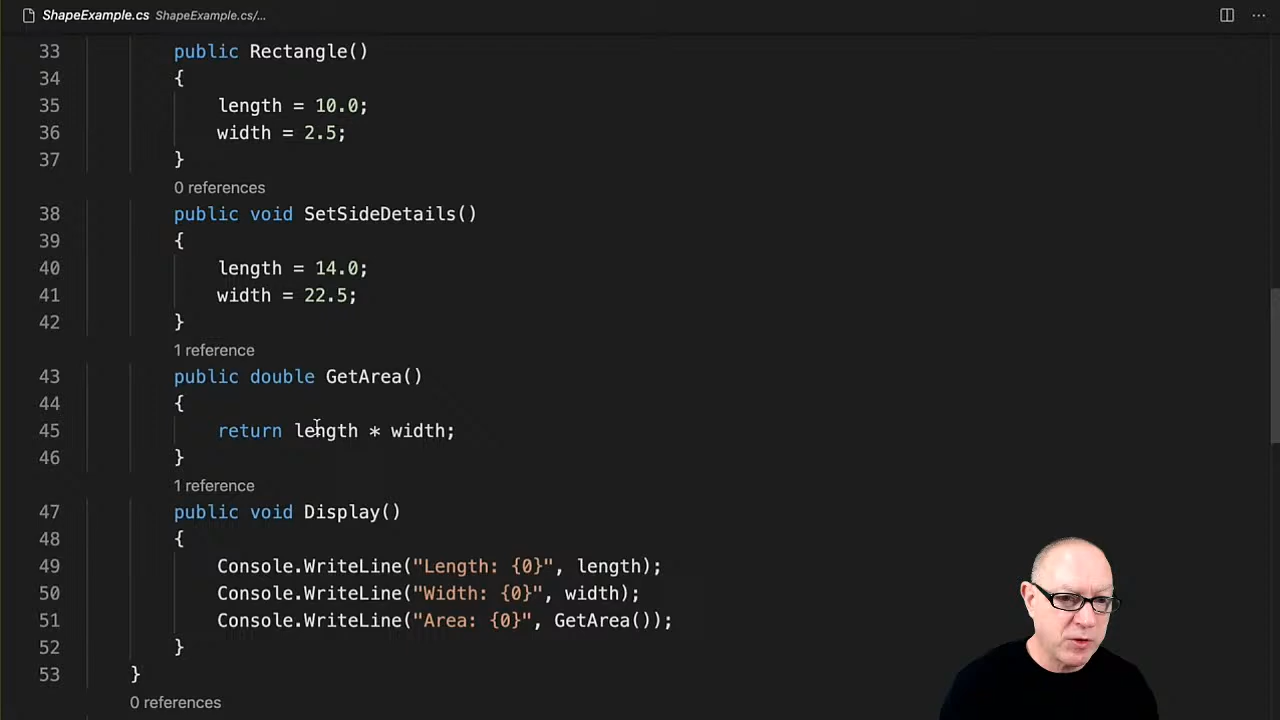 ShapeExample.cs ShapeExample.cs/...
33 public Rectangle()
34 {
35 length = 10.0;
36 width = 2.5;
37 }
0 references
38 public void SetSideDetails()
39 {
40 length = 14.0;
41 width = 22.5;
42 }
1 reference
43 public double GetArea()
44 {
45 return length * width;
46 }
1 reference
47 public void Display()
48 {
49 Console.WriteLine("Length: {0}", length);
50 Console.WriteLine("Width: {0}", width);
51 Console.WriteLine("Area: {0}", GetArea());
52 }
53 }
0 references